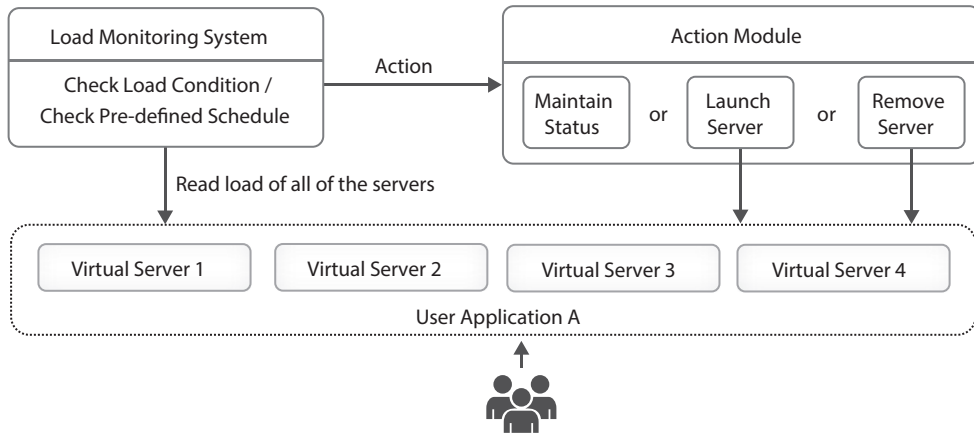 Load Monitoring System
Check Load Condition /
Check Pre-defined Schedule
Action
Action Module
Maintain
Status
or
Launch
Server
or
Remove
Server
Read load of all of the servers
Virtual Server 1
Virtual Server 2
Virtual Server 3
Virtual Server 4
User Application A